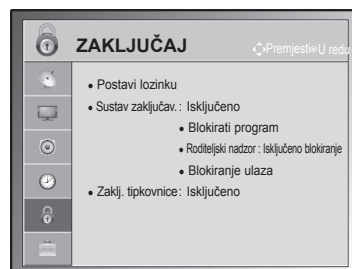 ZAKLJUČAJ
Premjesti U redu
• Postavi lozinku
• Sustav zaključav. : Isključeno
• Blokirati program
• Roditeljski nadzor : Isključeno blokiranje
• Blokiranje ulaza
• Zaklj. tipkovnice : Isključeno